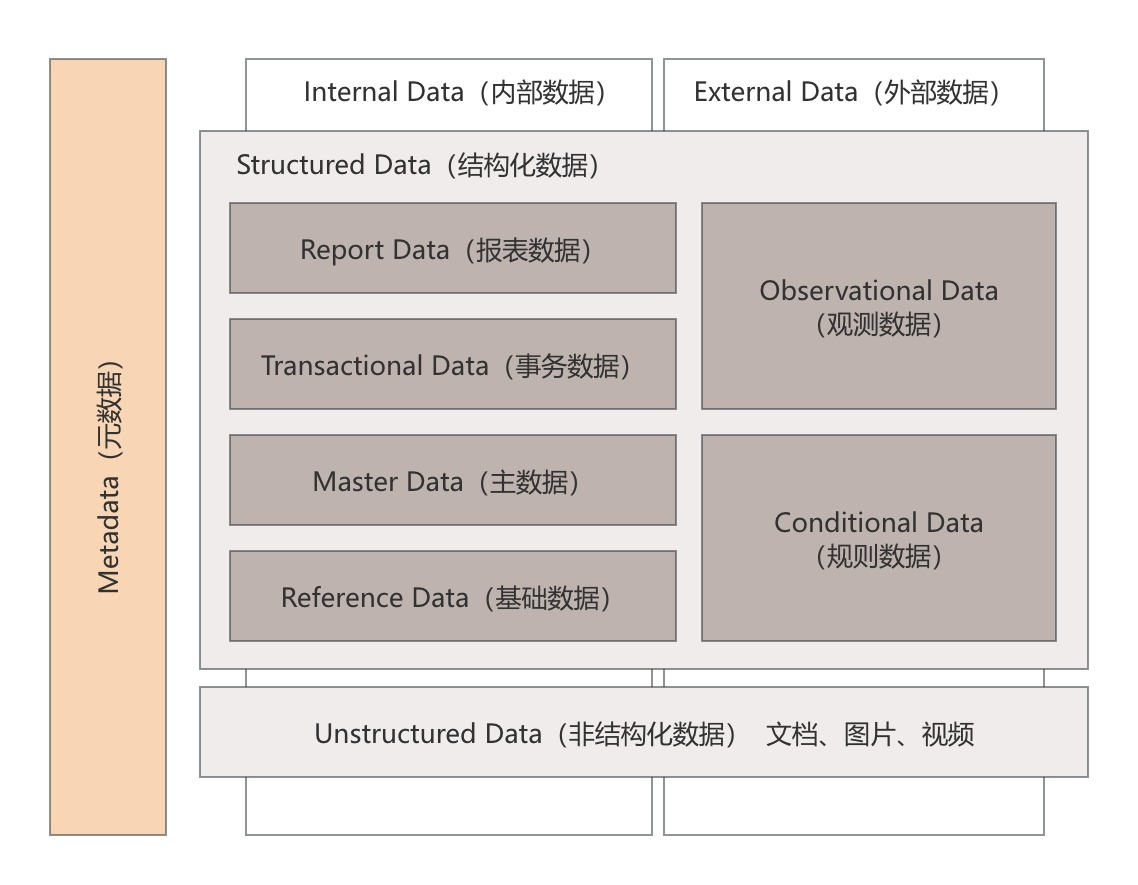 Metadata（元数据）
Internal Data（内部数据）
External Data（外部数据）
Structured Data（结构化数据）
Report Data（报表数据）
Transactional Data（事务数据）
Master Data（主数据）
Reference Data（基础数据）
Observational Data
（观测数据）
Conditional Data
（规则数据）
Unstructured Data（非结构化数据） 文档、图片、视频